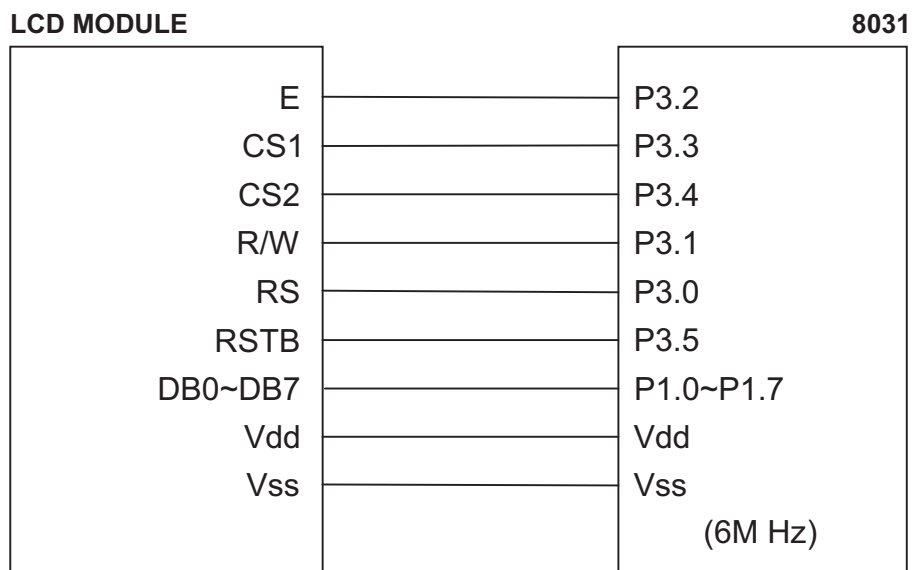 LCD MODULE 8031
E P3.2
CS1 P3.3
CS2 P3.4
R/W P3.1
RS P3.0
RSTB P3.5
DB0~DB7 P1.0~P1.7
Vdd Vdd
Vss Vss
(6M Hz)